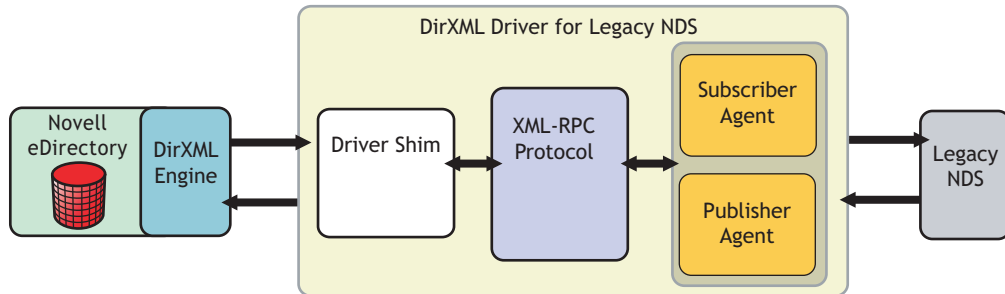 DirXML Driver for Legacy NDS
Novell
eDirectory
DirXML
Engine
Driver Shim
XML-RPC
Protocol
Subscriber
Agent
Publisher
Agent
Legacy
NDS